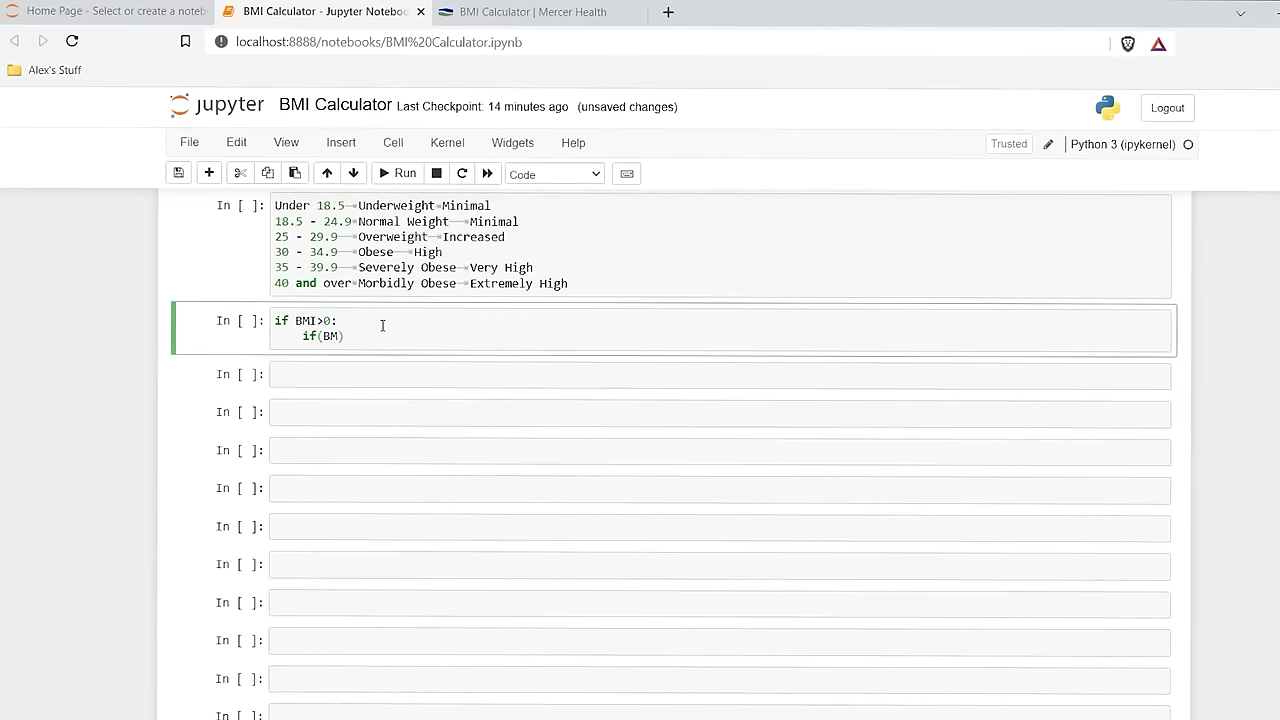 Home Page - Select or create a noteb
BMI Calculator - Jupyter Noteboo
BMI Calculator | Mercer Health
localhost:8888/notebooks/BMI%20Calculator.ipynb
Alex's Stuff
jupyter BMI Calculator Last Checkpoint: 14 minutes ago (unsaved changes)
Logout
File Edit View Insert Cell Kernel Widgets Help
Trusted Python 3 (ipykernel)
Run Code
In [ ]: Under 18.5 Underweight Minimal
18.5 - 24.9 Normal Weight Minimal
25 - 29.9 Overweight Increased
30 - 34.9 Obese High
35 - 39.9 Severely Obese Very High
40 and over Morbidly Obese Extremely High
In [ ]: if BMI>0:
if(BM)
In [ ]:
In [ ]:
In [ ]:
In [ ]:
In [ ]:
In [ ]:
In [ ]:
In [ ]:
In [ ]:
In [ ]: